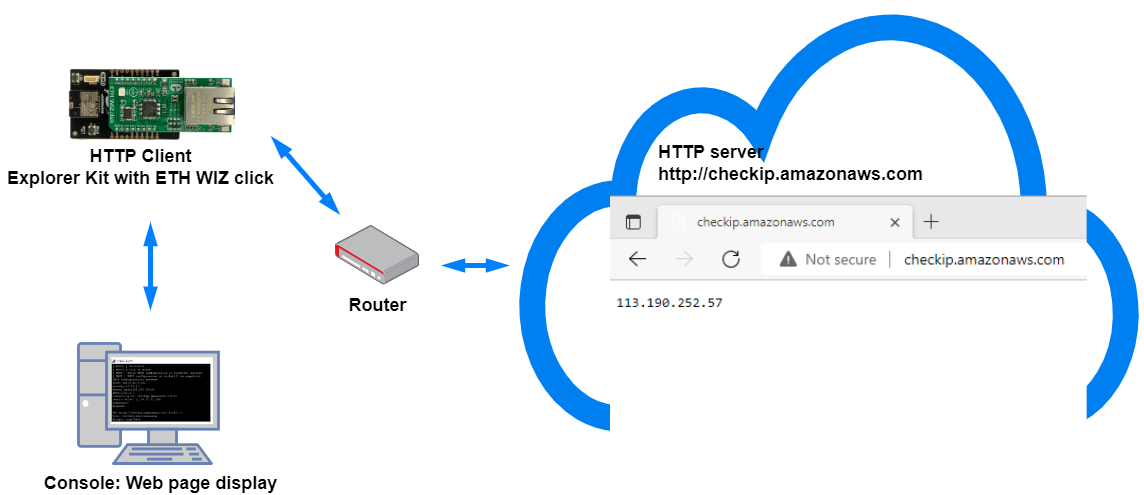 HTTP Client
Explorer Kit with ETH WIZ click
Router
Console: Web page display
HTTP server
http://checkip.amazonaws.com
checkip.amazonaws.com
Not secure
checkip.amazonaws.com
113.190.252.57